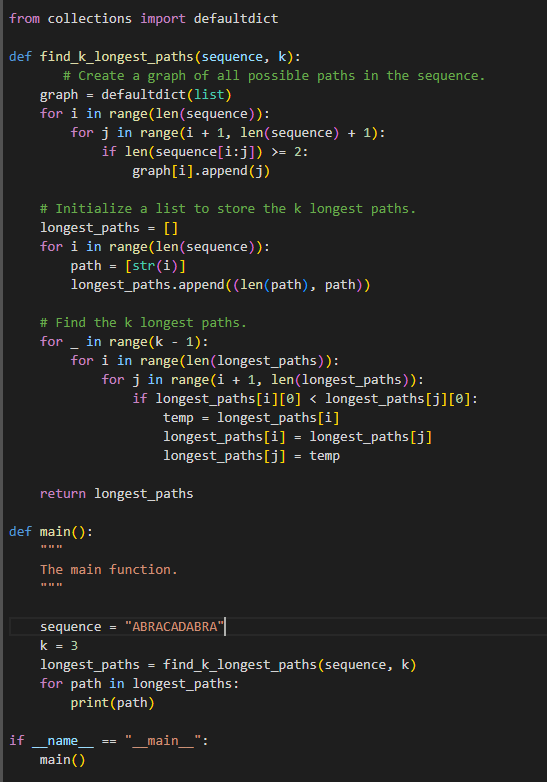 from collections import defaultdict

def find_k_longest_paths(sequence, k):
       # Create a graph of all possible paths in the sequence.
    graph = defaultdict(list)
    for i in range(len(sequence)):
        for j in range(i + 1, len(sequence) + 1):
            if len(sequence[i:j]) >= 2:
                graph[i].append(j)

    # Initialize a list to store the k longest paths.
    longest_paths = []
    for i in range(len(sequence)):
        path = [str(i)]
        longest_paths.append((len(path), path))

    # Find the k longest paths.
    for _ in range(k - 1):
        for i in range(len(longest_paths)):
            for j in range(i + 1, len(longest_paths)):
                if longest_paths[i][0] < longest_paths[j][0]:
                    temp = longest_paths[i]
                    longest_paths[i] = longest_paths[j]
                    longest_paths[j] = temp

    return longest_paths

def main():
    """
    The main function.
    """

    sequence = "ABRACADABRA"
    k = 3
    longest_paths = find_k_longest_paths(sequence, k)
    for path in longest_paths:
        print(path)

if __name__ == "__main__":
    main()